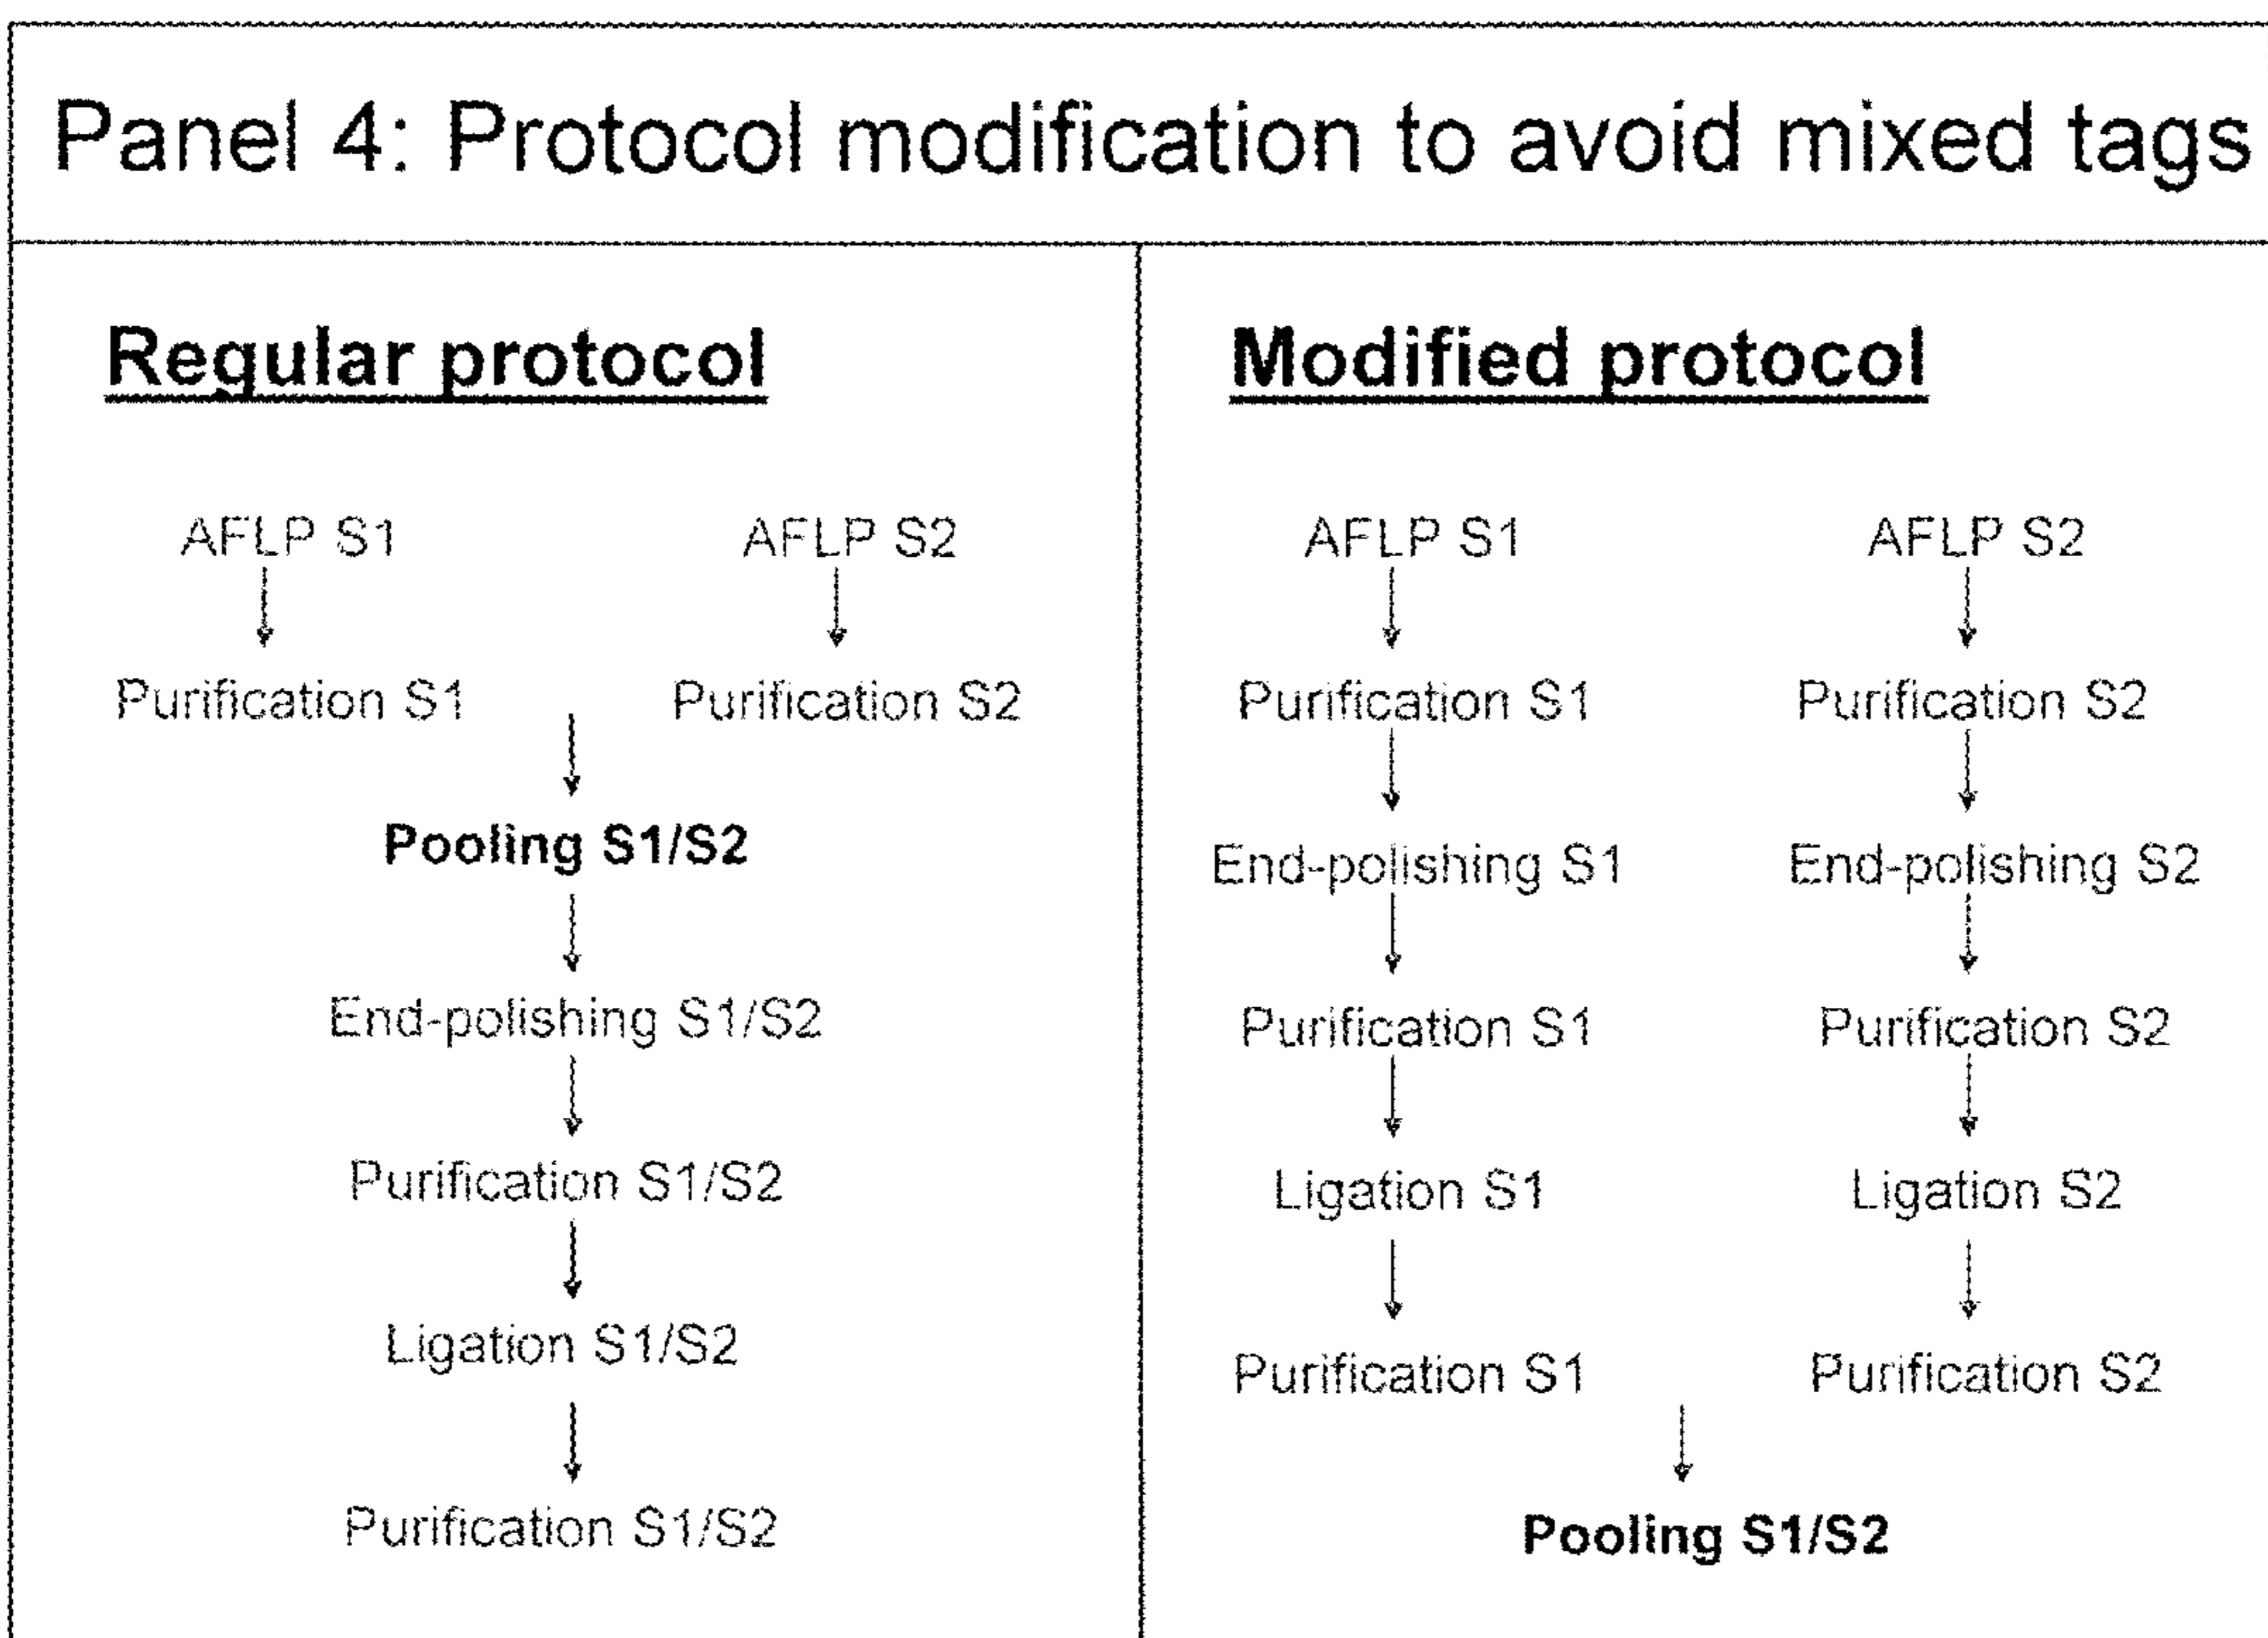 Panel 4: Protocol modification to avoid mixed tags
Regular protocol
AFLP S1 AFLP S2
Purification S1 Purification S2
Pooling S1/S2
End-polishing S1/S2
Purification S1/S2
Ligation S1/S2
Purification S1/S2
Modified protocol
AFLP S1 AFLP S2
Purification S1 Purification S2
End-polishing S1 End-polishing S2
Purification S1 Purification S2
Ligation S1 Ligation S2
Purification S1 Purification S2
Pooling S1/S2